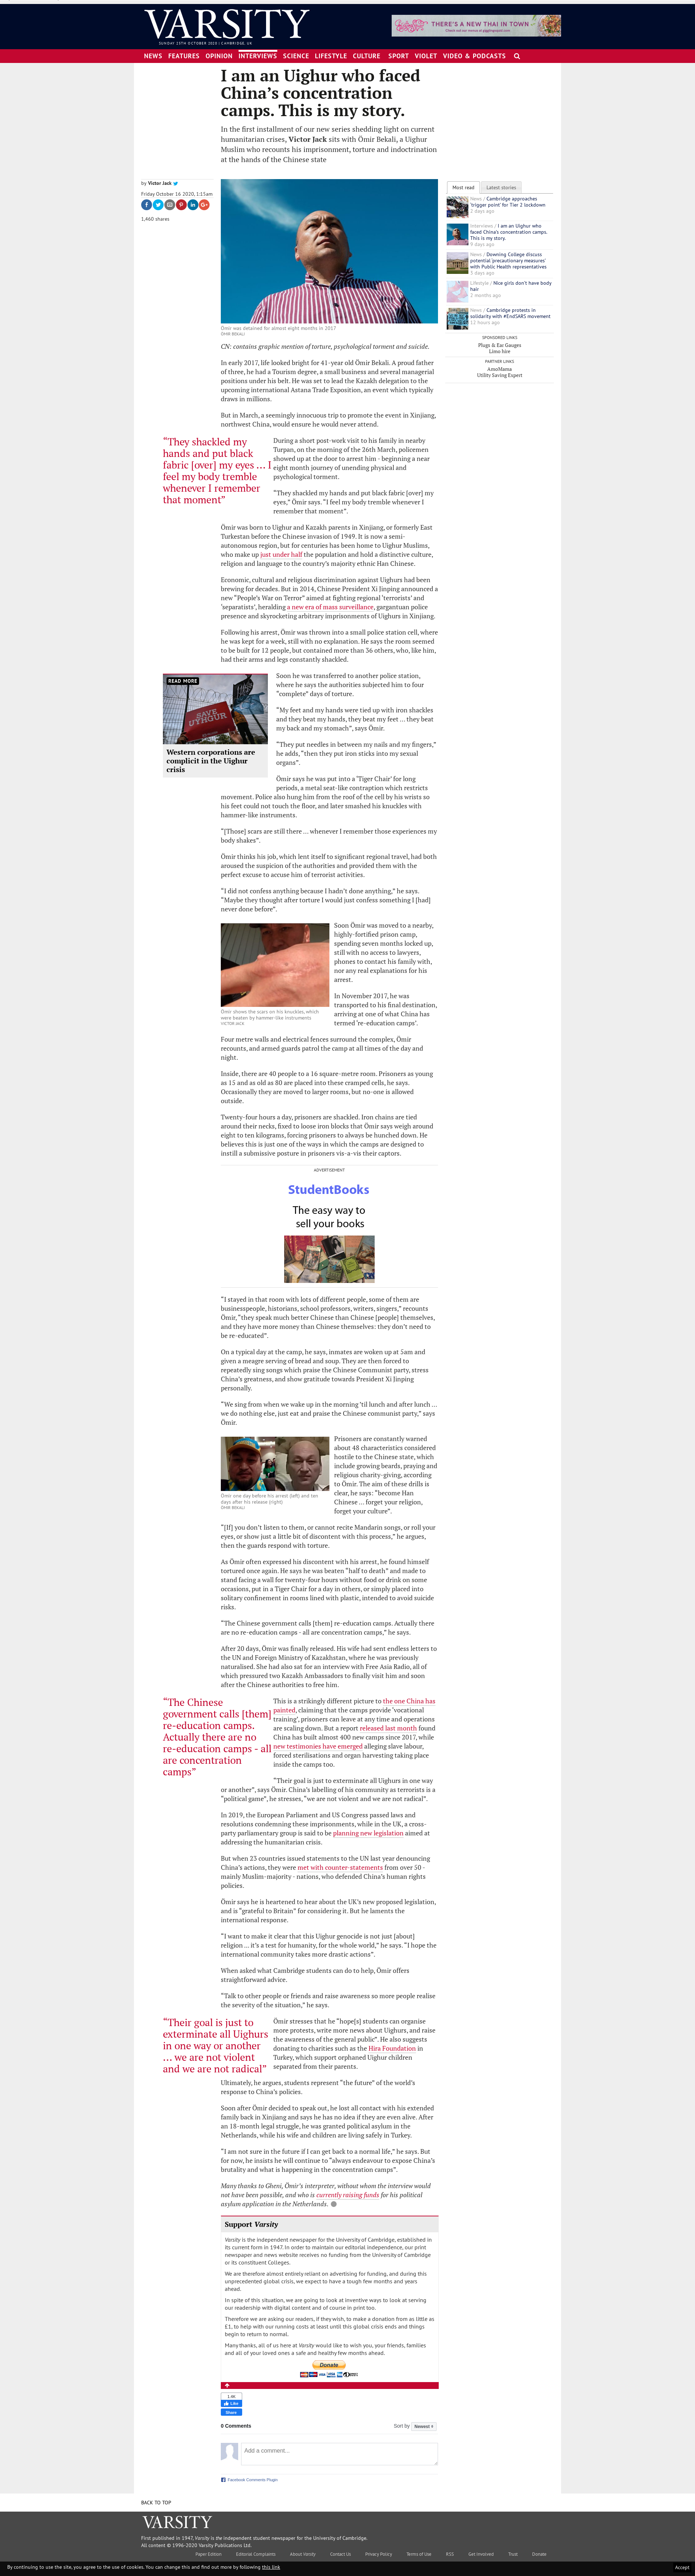 VARSITY
SUNDAY 25TH OCTOBER 2020 | CAMBRIDGE, UK
THERE'S A NEW THAI IN TOWN
NEWS FEATURES OPINION INTERVIEWS SCIENCE LIFESTYLE CULTURE SPORT VIOLET VIDEO & PODCASTS
I am an Uighur who faced
China's concentration
camps. This is my story.
In the first installment of our new series shedding light on current
humanitarian crises, Victor Jack sits with Ömir Bekali, a Uighur
Muslim who recounts his imprisonment, torture and indoctrination
at the hands of the Chinese state
by Victor Jack
Friday October 16 2020, 1:13am
1,460 shares
Ömir was detained for almost eight months in 2017
ÖMIR BEKALI
CN: contains graphic mention of torture, psychological torment and suicide.
In early 2017, life looked bright for 41-year old Ömir Bekali. A proud father
of three, he had a Tourism degree, a small business and several diplomatic
positions under his belt. He was set to lead the Kazakh delegation to the
upcoming international Astana Trade Exposition, an event which typically
draws in millions.
But in March, a seemingly innocuous trip to promote the event in Xinjiang,
northwest China, would ensure he would never attend.
“They shackled my
hands and put black
fabric [over] my eyes … I
feel my body tremble
whenever I remember
that moment”
During a short post-work visit to his family in nearby
Turpan, on the morning of the 26th March, policemen
showed up at the door to arrest him - beginning a near
eight month journey of unending physical and
psychological torment.
“They shackled my hands and put black fabric [over] my
eyes,” Ömir says. “I feel my body tremble whenever I
remember that moment”.
Ömir was born to Uighur and Kazakh parents in Xinjiang, or formerly East
Turkestan before the Chinese invasion of 1949. It is now a semi-
autonomous region, but for centuries has been home to Uighur Muslims,
who make up just under half the population and hold a distinctive culture,
religion and language to the country's majority ethnic Han Chinese.
Economic, cultural and religious discrimination against Uighurs had been
brewing for decades. But in 2014, Chinese President Xi Jinping announced a
new “People's War on Terror” aimed at fighting regional 'terrorists' and
'separatists', heralding a new era of mass surveillance, gargantuan police
presence and skyrocketing arbitrary imprisonments of Uighurs in Xinjiang.
Following his arrest, Ömir was thrown into a small police station cell, where
he was kept for a week, still with no explanation. He says the room seemed
to be built for 12 people, but contained more than 36 others, who, like him,
had their arms and legs constantly shackled.
READ MORE
SAVE UYGHUR
Western corporations are
complicit in the Uighur
crisis
Soon he was transferred to another police station,
where he says the authorities subjected him to four
“complete” days of torture.
“My feet and my hands were tied up with iron shackles
and they beat my hands, they beat my feet … they beat
my back and my stomach”, says Ömir.
“They put needles in between my nails and my fingers,”
he adds, “then they put iron sticks into my sexual
organs”.
Ömir says he was put into a 'Tiger Chair' for long
periods, a metal seat-like contraption which restricts
movement. Police also hung him from the roof of the cell by his wrists so
his feet could not touch the floor, and later smashed his knuckles with
hammer-like instruments.
“[Those] scars are still there … whenever I remember those experiences my
body shakes”.
Ömir thinks his job, which lent itself to significant regional travel, had both
aroused the suspicion of the authorities and provided them with the
perfect excuse to accuse him of terrorist activities.
“I did not confess anything because I hadn't done anything,” he says.
“Maybe they thought after torture I would just confess something I [had]
never done before”.
Ömir shows the scars on his knuckles, which
were beaten by hammer-like instruments
VICTOR JACK
Soon Ömir was moved to a nearby,
highly-fortified prison camp,
spending seven months locked up,
still with no access to lawyers,
phones to contact his family with,
nor any real explanations for his
arrest.
In November 2017, he was
transported to his final destination,
arriving at one of what China has
termed 're-education camps'.
Four metre walls and electrical fences surround the complex, Ömir
recounts, and armed guards patrol the camp at all times of the day and
night.
Inside, there are 40 people to a 16 square-metre room. Prisoners as young
as 15 and as old as 80 are placed into these cramped cells, he says.
Occasionally they are moved to larger rooms, but no-one is allowed
outside.
Twenty-four hours a day, prisoners are shackled. Iron chains are tied
around their necks, fixed to loose iron blocks that Ömir says weigh around
eight to ten kilograms, forcing prisoners to always be hunched down. He
believes this is just one of the ways in which the camps are designed to
instill a submissive posture in prisoners vis-a-vis their captors.
ADVERTISEMENT
StudentBooks
The easy way to
sell your books
“I stayed in that room with lots of different people, some of them are
businesspeople, historians, school professors, writers, singers,” recounts
Ömir, “they speak much better Chinese than Chinese [people] themselves,
and they have more money than Chinese themselves: they don't need to
be re-educated”.
On a typical day at the camp, he says, inmates are woken up at 5am and
given a meagre serving of bread and soup. They are then forced to
repeatedly sing songs which praise the Chinese Communist party, stress
China's greatness, and show gratitude towards President Xi Jinping
personally.
“We sing from when we wake up in the morning 'til lunch and after lunch …
we do nothing else, just eat and praise the Chinese communist party,” says
Ömir.
Ömir one day before his arrest (left) and ten
days after his release (right)
ÖMIR BEKALI
Prisoners are constantly warned
about 48 characteristics considered
hostile to the Chinese state, which
include growing beards, praying and
religious charity-giving, according
to Ömir. The aim of these drills is
clear, he says: “become Han
Chinese … forget your religion,
forget your culture”.
“[If] you don't listen to them, or cannot recite Mandarin songs, or roll your
eyes, or show just a little bit of discontent with this process,” he argues,
then the guards respond with torture.
As Ömir often expressed his discontent with his arrest, he found himself
tortured once again. He says he was beaten “half to death” and made to
stand facing a wall for twenty-four hours without food or drink on some
occasions, put in a Tiger Chair for a day in others, or simply put into
solitary confinement in rooms lined with plastic, intended to avoid suicide
risks.
“The Chinese government calls [them] re-education camps. Actually there
are no re-education camps - all are concentration camps,” he says.
After 20 days, Ömir was finally released. His wife had sent endless letters to
the UN and Foreign Ministry of Kazakhstan, where he was previously
naturalised. She had also sat for an interview with Free Asia Radio, all of
which pressured two Kazakh Ambassadors to finally visit him and soon
after the Chinese authorities to free him.
“The Chinese
government calls [them]
re-education camps.
Actually there are no
re-education camps - all
are concentration
camps”
This is a strikingly different picture to the one China has
painted, claiming that the camps provide 'vocational
training', prisoners can leave at any time and operations
are scaling down. But a report released last month found
China has built almost 400 new camps since 2017, while
new testimonies have emerged alleging slave labour,
forced sterilisations and organ harvesting taking place
inside the camps too.
“Their goal is just to exterminate all Uighurs in one way
or another”, says Ömir. China's labelling of his community as terrorists is a
“political game”, he stresses, “we are not violent and we are not radical”.
In 2019, the European Parliament and US Congress passed laws and
resolutions condemning these imprisonments, while in the UK, a cross-
party parliamentary group is said to be planning new legislation aimed at
addressing the humanitarian crisis.
But when 23 countries issued statements to the UN last year denouncing
China's actions, they were met with counter-statements from over 50 -
mainly Muslim-majority - nations, who defended China's human rights
policies.
Ömir says he is heartened to hear about the UK's new proposed legislation,
and is “grateful to Britain” for considering it. But he laments the
international response.
“I want to make it clear that this Uighur genocide is not just [about]
religion … it's a test for humanity, for the whole world,” he says. “I hope the
international community takes more drastic actions”.
When asked what Cambridge students can do to help, Ömir offers
straightforward advice.
“Talk to other people or friends and raise awareness so more people realise
the severity of the situation,” he says.
“Their goal is just to
exterminate all Uighurs
in one way or another
… we are not violent
and we are not radical”
Ömir stresses that he “hope[s] students can organise
more protests, write more news about Uighurs, and raise
the awareness of the general public”. He also suggests
donating to charities such as the Hira Foundation in
Turkey, which support orphaned Uighur children
separated from their parents.
Ultimately, he argues, students represent “the future” of the world's
response to China's policies.
Soon after Ömir decided to speak out, he lost all contact with his extended
family back in Xinjiang and says he has no idea if they are even alive. After
an 18-month legal struggle, he was granted political asylum in the
Netherlands, while his wife and children are living safely in Turkey.
“I am not sure in the future if I can get back to a normal life,” he says. But
for now, he insists he will continue to “always endeavour to expose China's
brutality and what is happening in the concentration camps”.
Many thanks to Gheni, Ömir's interpreter, without whom the interview would
not have been possible, and who is currently raising funds for his political
asylum application in the Netherlands.
Support Varsity
Varsity is the independent newspaper for the University of Cambridge, established in
its current form in 1947. In order to maintain our editorial independence, our print
newspaper and news website receives no funding from the University of Cambridge
or its constituent Colleges.
We are therefore almost entirely reliant on advertising for funding, and during this
unprecedented global crisis, we expect to have a tough few months and years
ahead.
In spite of this situation, we are going to look at inventive ways to look at serving
our readership with digital content and of course in print too.
Therefore we are asking our readers, if they wish, to make a donation from as little as
£1, to help with our running costs at least until this global crisis ends and things
begin to return to normal.
Many thanks, all of us here at Varsity would like to wish you, your friends, families
and all of your loved ones a safe and healthy few months ahead.
Donate
1.4K
Like
Share
0 Comments
Sort by Newest
Add a comment...
Facebook Comments Plugin
Most read
Latest stories
News / Cambridge approaches
'trigger point' for Tier 2 lockdown
2 days ago
Interviews / I am an Uighur who
faced China's concentration camps.
This is my story.
9 days ago
News / Downing College discuss
potential 'precautionary measures'
with Public Health representatives
3 days ago
Lifestyle / Nice girls don't have body
hair
2 months ago
News / Cambridge protests in
solidarity with #EndSARS movement
12 hours ago
SPONSORED LINKS
Plugs & Ear Gauges
Limo hire
PARTNER LINKS
AmoMama
Utility Saving Expert
BACK TO TOP
VARSITY
First published in 1947, Varsity is the independent student newspaper for the University of Cambridge.
All content © 1996-2020 Varsity Publications Ltd.
Paper Edition Editorial Complaints About Varsity Contact Us Privacy Policy Terms of Use RSS Get Involved Trust Donate
By continuing to use the site, you agree to the use of cookies. You can change this and find out more by following this link
Accept